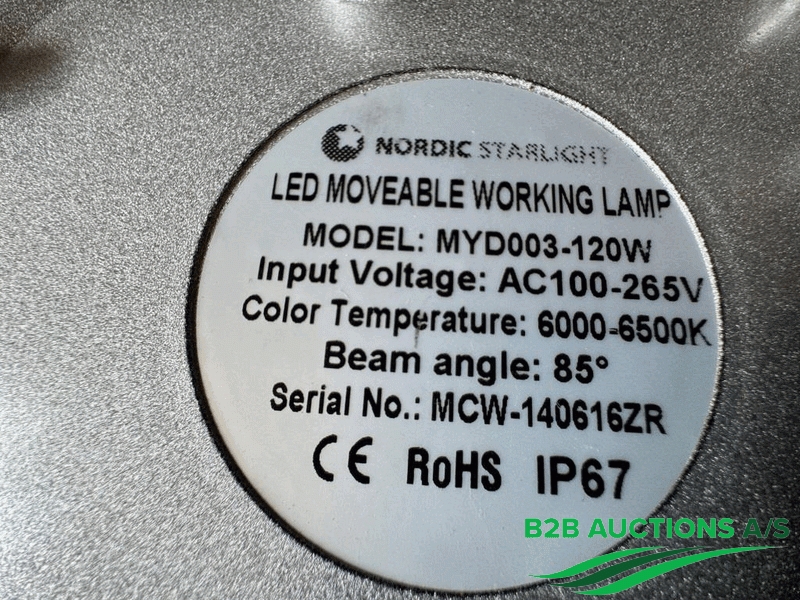 NORDIC STARLIGHT
LED MOVEABLE WORKING LAMP
MODEL: MYD003-120W
Input Voltage: AC100-265V
Color Temperature: 6000-6500K
Beam angle: 85°
Serial No.: MCW-140616ZR
CE RoHS IP67
B2B AUCTIONS A/S